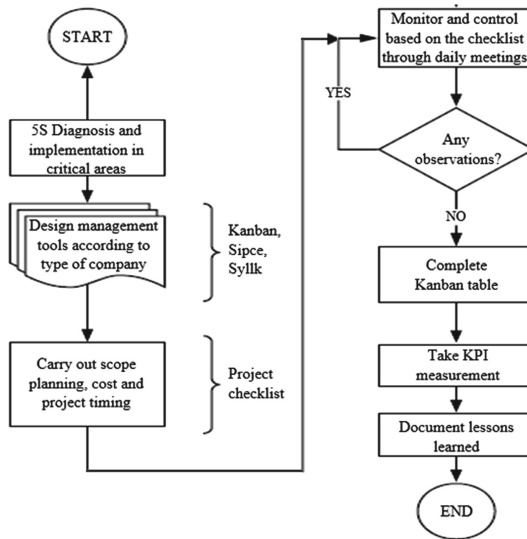 START
5S Diagnosis and
implementation in
critical areas
Design management
tools according to
type of company
Kanban,
Sipce,
Syllk
Carry out scope
planning, cost and
project timing
Project
checklist
Monitor and control
based on the checklist
through daily meetings
YES
Any
observations?
NO
Complete
Kanban table
Take KPI
measurement
Document lessons
learned
END